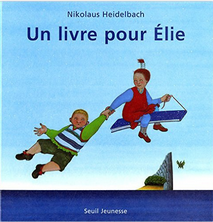 Nikolaus Heidelbach
Un livre pour Élie
Seuil Jeunesse